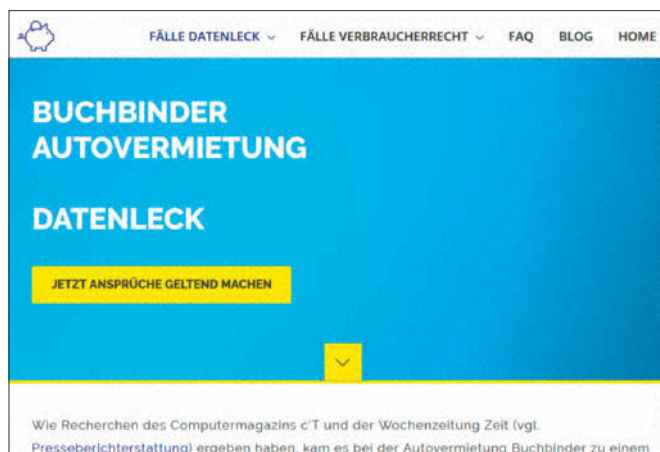 FÄLLE DATENLECK FÄLLE VERBRAUCHERRECHT FAQ BLOG HOME
BUCHBINDER
AUTOVERMIETUNG
DATENLECK
JETZT ANSPRÜCHE GELTEND MACHEN
Wie Recherchen des Computermagazins c'T und der Wochenzeitung Zeit (vgl.
Presseberichterstattung) ergeben haben, kam es bei der Autovermietung Buchbinder zu einem